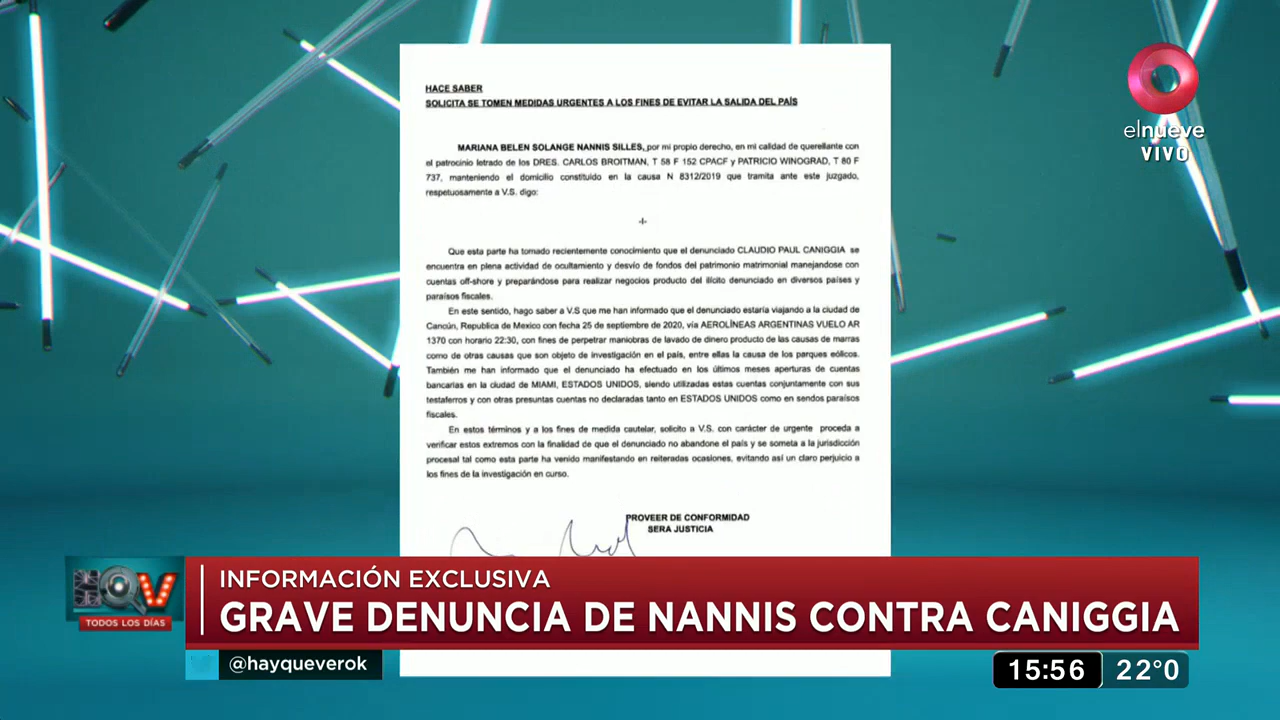 HACE SABER
SOLICITA SE TOMEN MEDIDAS URGENTES A LOS FINES DE EVITAR LA SALIDA DEL PAÍS
MARIANA BELEN SOLANGE NANNIS SILLES, por mi propio derecho, en mi calidad de querellante con
el patrocinio letrado de los DRES. CARLOS BROITMAN, T 58 F 152 CPACF y PATRICIO WINOGRAD, T 80 F
737, manteniendo el domicilio constituido en la causa N 8312/2019 que tramita ante este juzgado,
respetuosamente a V.S. digo:
-I-
Que esta parte ha tomado recientemente conocimiento que el denunciado CLAUDIO PAUL CANIGGIA se
encuentra en plena actividad de ocultamiento y desvío de fondos del patrimonio matrimonial manejandose con
cuentas off-shore y preparándose para realizar negocios producto del ilícito denunciado en diversos países y
paraísos fiscales.
En este sentido, hago saber a V.S que me han informado que el denunciado estaría viajando a la ciudad de
Cancún, Republica de Mexico con fecha 25 de septiembre de 2020, vía AEROLÍNEAS ARGENTINAS VUELO AR
1370 con horario 22:30, con fines de perpetrar maniobras de lavado de dinero producto de las causas de marras
como de otras causas que son objeto de investigación en el país, entre ellas la causa de los parques eólicos.
También me han informado que el denunciado ha efectuado en los últimos meses aperturas de cuentas
bancarias en la ciudad de MIAMI, ESTADOS UNIDOS, siendo utilizadas estas cuentas conjuntamente con sus
testaferros y con otras presuntas cuentas no declaradas tanto en ESTADOS UNIDOS como en sendos paraísos
fiscales.
En estos términos y a los fines de medida cautelar, solicito a V.S. con carácter de urgente proceda a
verificar estos extremos con la finalidad de que el denunciado no abandone el país y se someta a la jurisdicción
procesal tal como esta parte ha venido manifestando en reiteradas ocasiones, evitando así un claro perjuicio a
los fines de la investigación en curso.
PROVEER DE CONFORMIDAD
SERA JUSTICIA
elnueve
VIVO
HQV
TODOS LOS DÍAS
INFORMACIÓN EXCLUSIVA
GRAVE DENUNCIA DE NANNIS CONTRA CANIGGIA
@hayqueverok
15:56 22°0